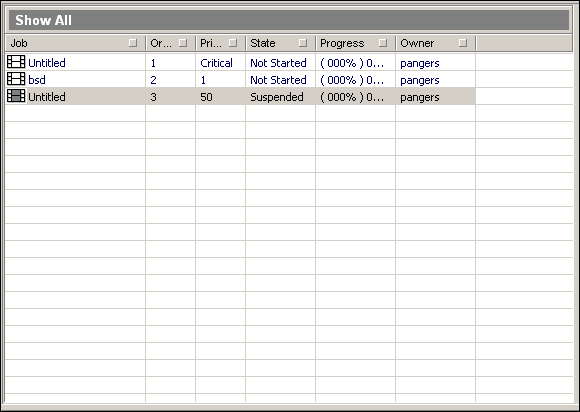 Show All
Job Or... Pri... State Progress Owner
Untitled 1 Critical Not Started ( 000% ) 0... pangers
bsd 2 1 Not Started ( 000% ) 0... pangers
Untitled 3 50 Suspended ( 000% ) 0... pangers